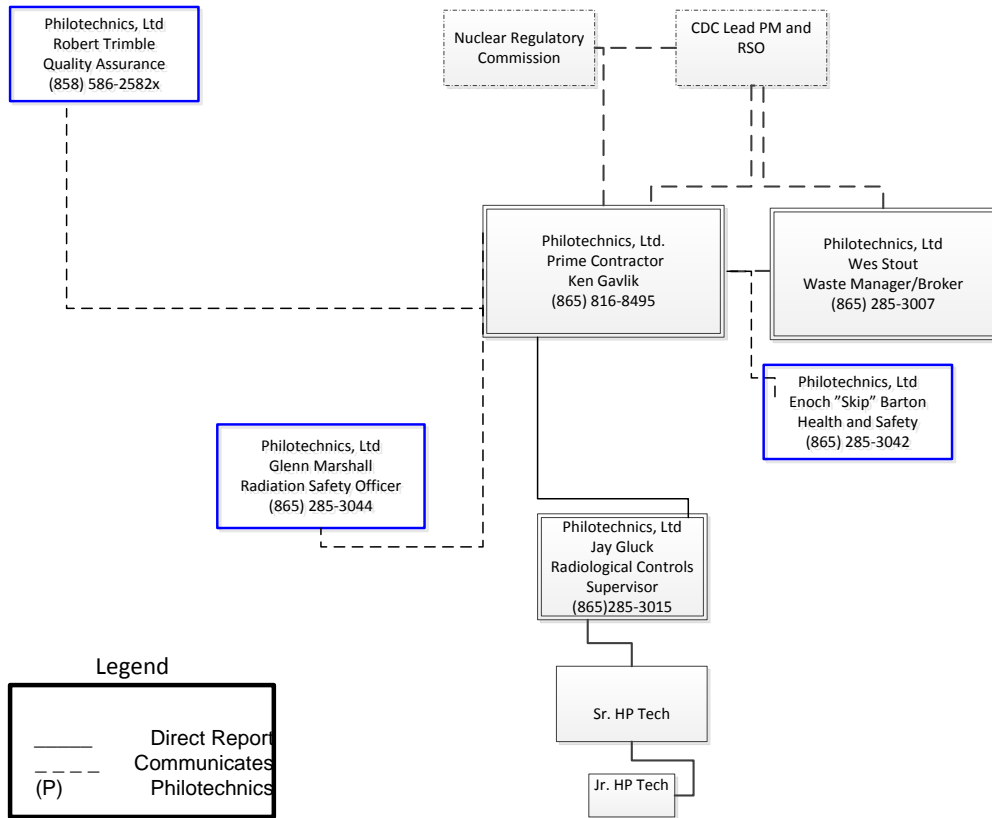 Philotechnics, Ltd
Robert Trimble
Quality Assurance
(858) 586-2582x
Nuclear Regulatory
Commission
CDC Lead PM and
RSO
Philotechnics, Ltd.
Prime Contractor
Ken Gavlik
(865) 816-8495
Philotechnics, Ltd
Wes Stout
Waste Manager/Broker
(865) 285-3007
Philotechnics, Ltd
Enoch ”Skip” Barton
Health and Safety
(865) 285-3042
Philotechnics, Ltd
Glenn Marshall
Radiation Safety Officer
(865) 285-3044
Philotechnics, Ltd
Jay Gluck
Radiological Controls
Supervisor
(865)285-3015
Sr. HP Tech
Jr. HP Tech
Legend
Direct Report
Communicates
(P) Philotechnics